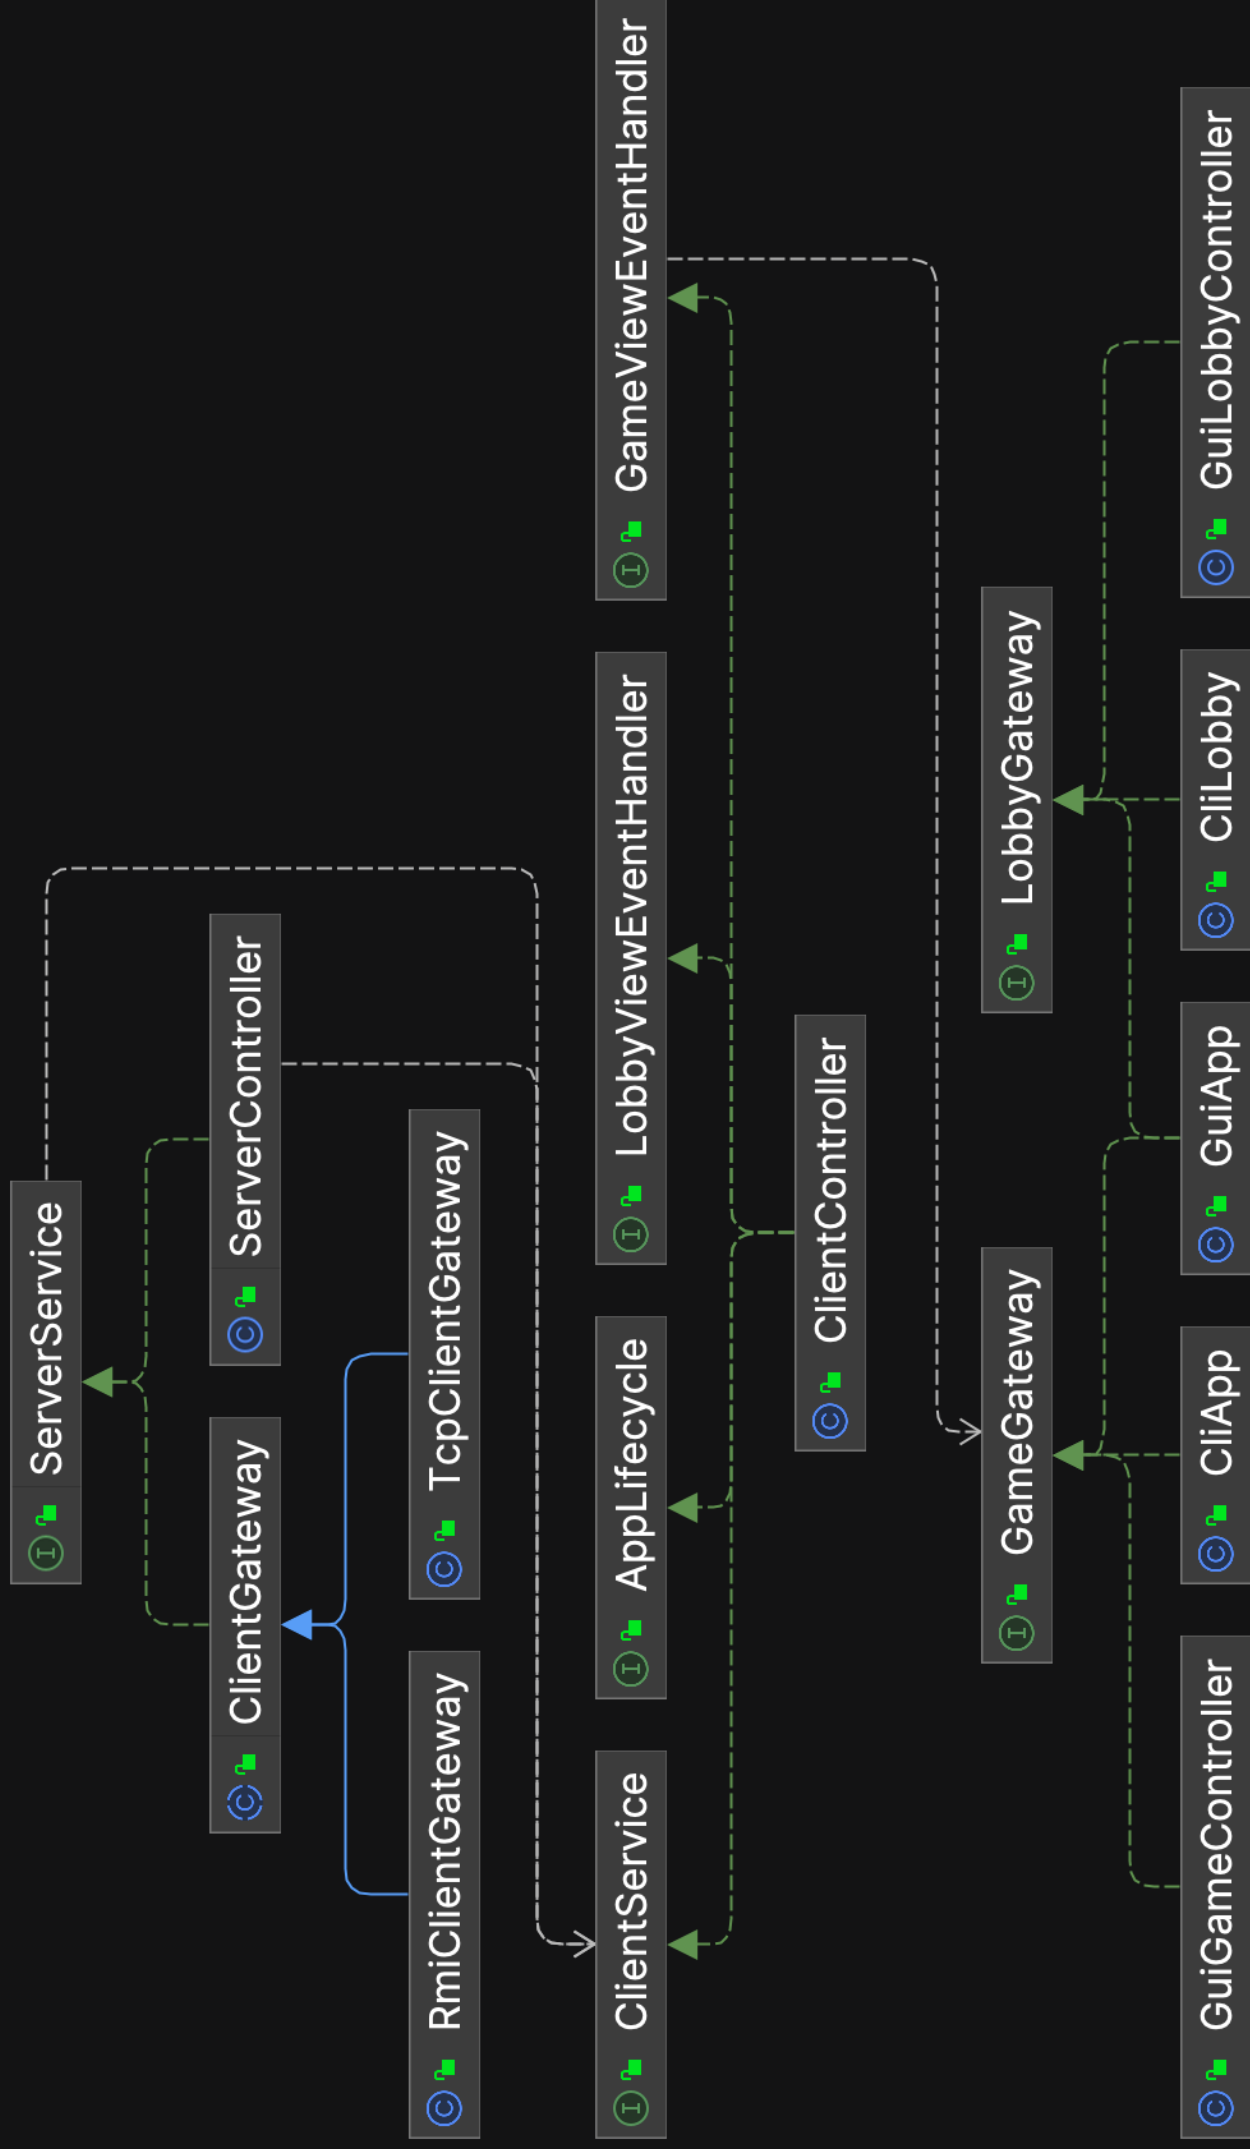 ServerService
ClientGateway
ServerController
RmiClientGateway
TcpClientGateway
ClientService
AppLifecycle
LobbyViewEventHandler
GameViewEventHandler
ClientController
GameGateway
LobbyGateway
GuiGameController
CliApp
GuiApp
CliLobby
GuiLobbyController